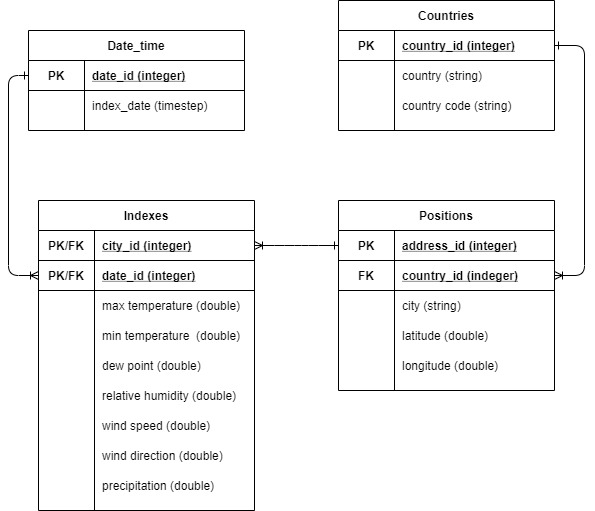 Countries
PK country_id (integer)
country (string)
country code (string)
Date_time
PK date_id (integer)
index_date (timestep)
Indexes
PK/FK city_id (integer)
PK/FK date_id (integer)
max temperature (double)
min temperature (double)
dew point (double)
relative humidity (double)
wind speed (double)
wind direction (double)
precipitation (double)
Positions
PK address_id (integer)
FK country_id (indeger)
city (string)
latitude (double)
longitude (double)